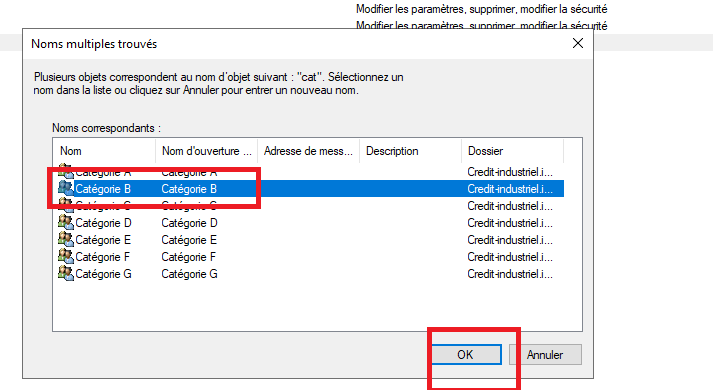 Modifier les paramètres, supprimer, modifier la sécurité
Modifier les paramètres, supprimer, modifier la sécurité
Noms multiples trouvés
Plusieurs objets correspondent au nom d'objet suivant : "cat". Sélectionnez un
nom dans la liste ou cliquez sur Annuler pour entrer un nouveau nom.
Noms correspondants :
Nom Nom d'ouverture ... Adresse de mess... Description Dossier
Catégorie A Catégorie A Credit-industriel.i...
Catégorie B Catégorie B Credit-industriel.i...
Catégorie C Catégorie C Credit-industriel.i...
Catégorie D Catégorie D Credit-industriel.i...
Catégorie E Catégorie E Credit-industriel.i...
Catégorie F Catégorie F Credit-industriel.i...
Catégorie G Catégorie G Credit-industriel.i...
OK Annuler